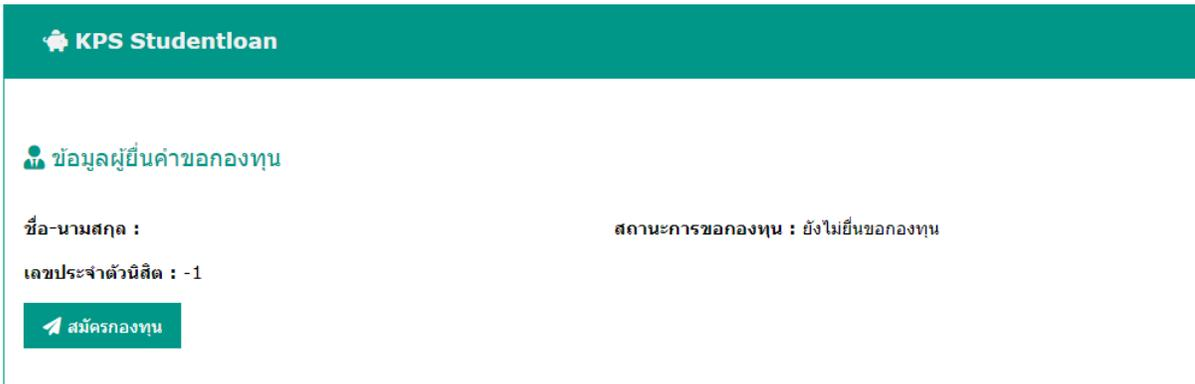 KPS Studentloan
ข้อมูลผู้ยื่นคำขอกองทุน
ชื่อ-นามสกุล : สถานะการขอกองทุน : ยังไม่ยื่นขอกองทุน
เลขประจำตัวนิสิต : -1
สมัครกองทุน